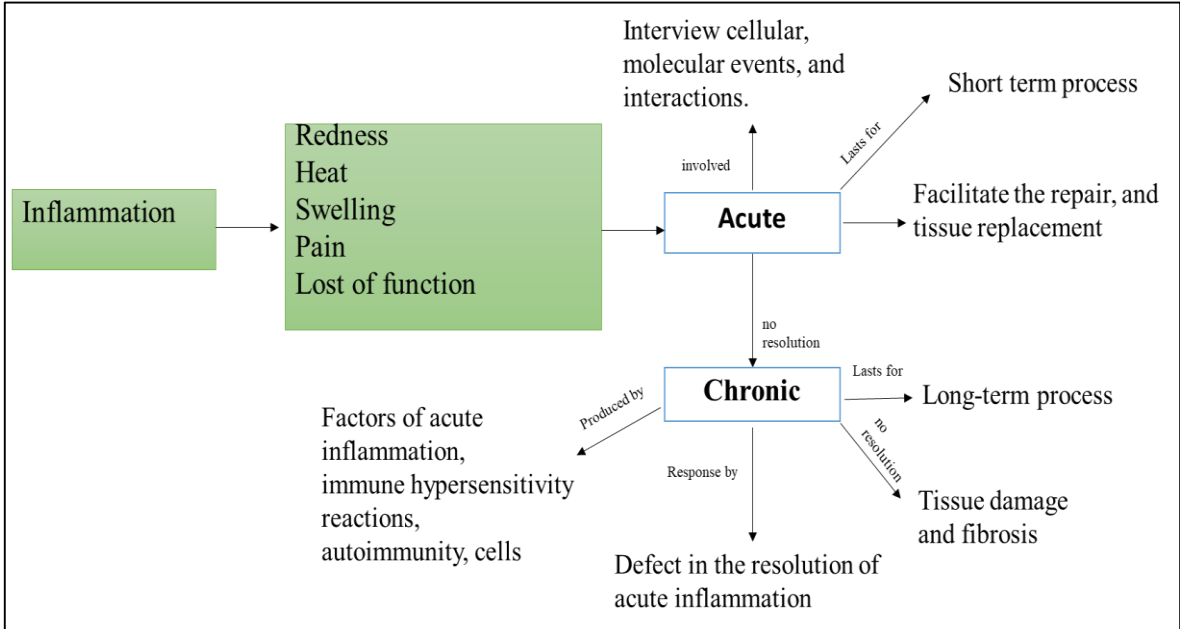 Inflammation
Redness
Heat
Swelling
Pain
Lost of function
Interview cellular,
molecular events, and
interactions.
involved
Acute
Lasts for
Short term process
Facilitate the repair, and
tissue replacement
no
resolution
Chronic
Lasts for
Long-term process
no
resolution
Tissue damage
and fibrosis
Response by
Defect in the resolution of
acute inflammation
Produced by
Factors of acute
inflammation,
immune hypersensitivity
reactions,
autoimmunity, cells